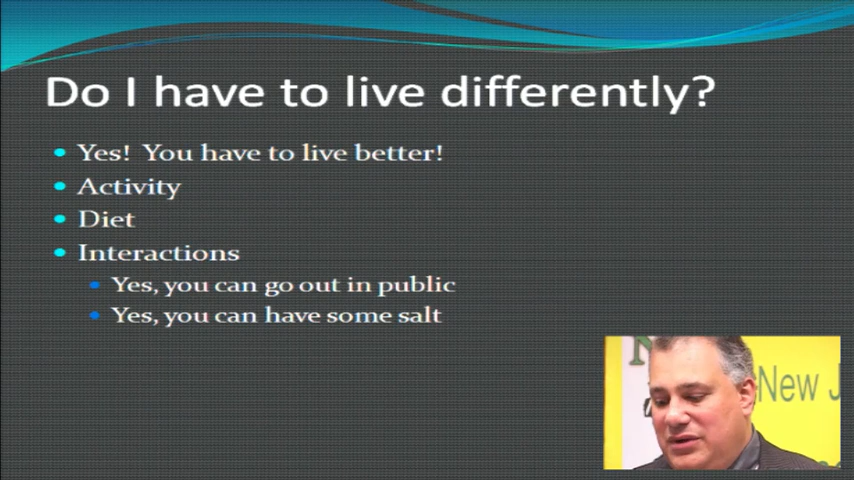 Do I have to live differently?
Yes! You have to live better!
Activity
Diet
Interactions
Yes, you can go out in public
Yes, you can have some salt
N
New J